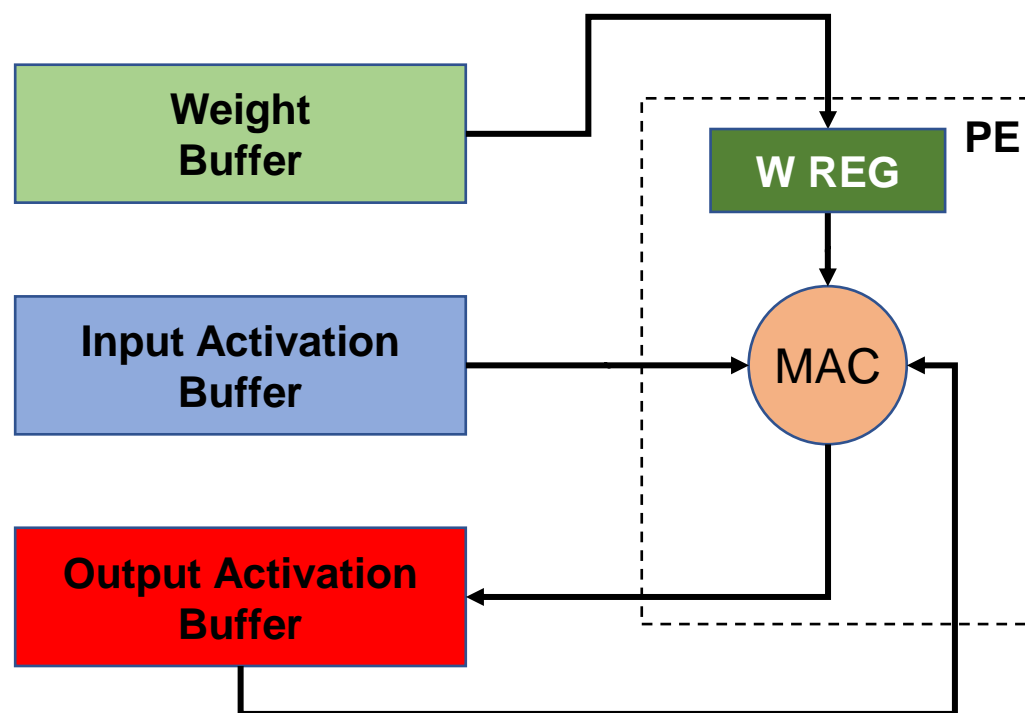 Weight
Buffer
PE
W REG
Input Activation
Buffer
MAC
Output Activation
Buffer